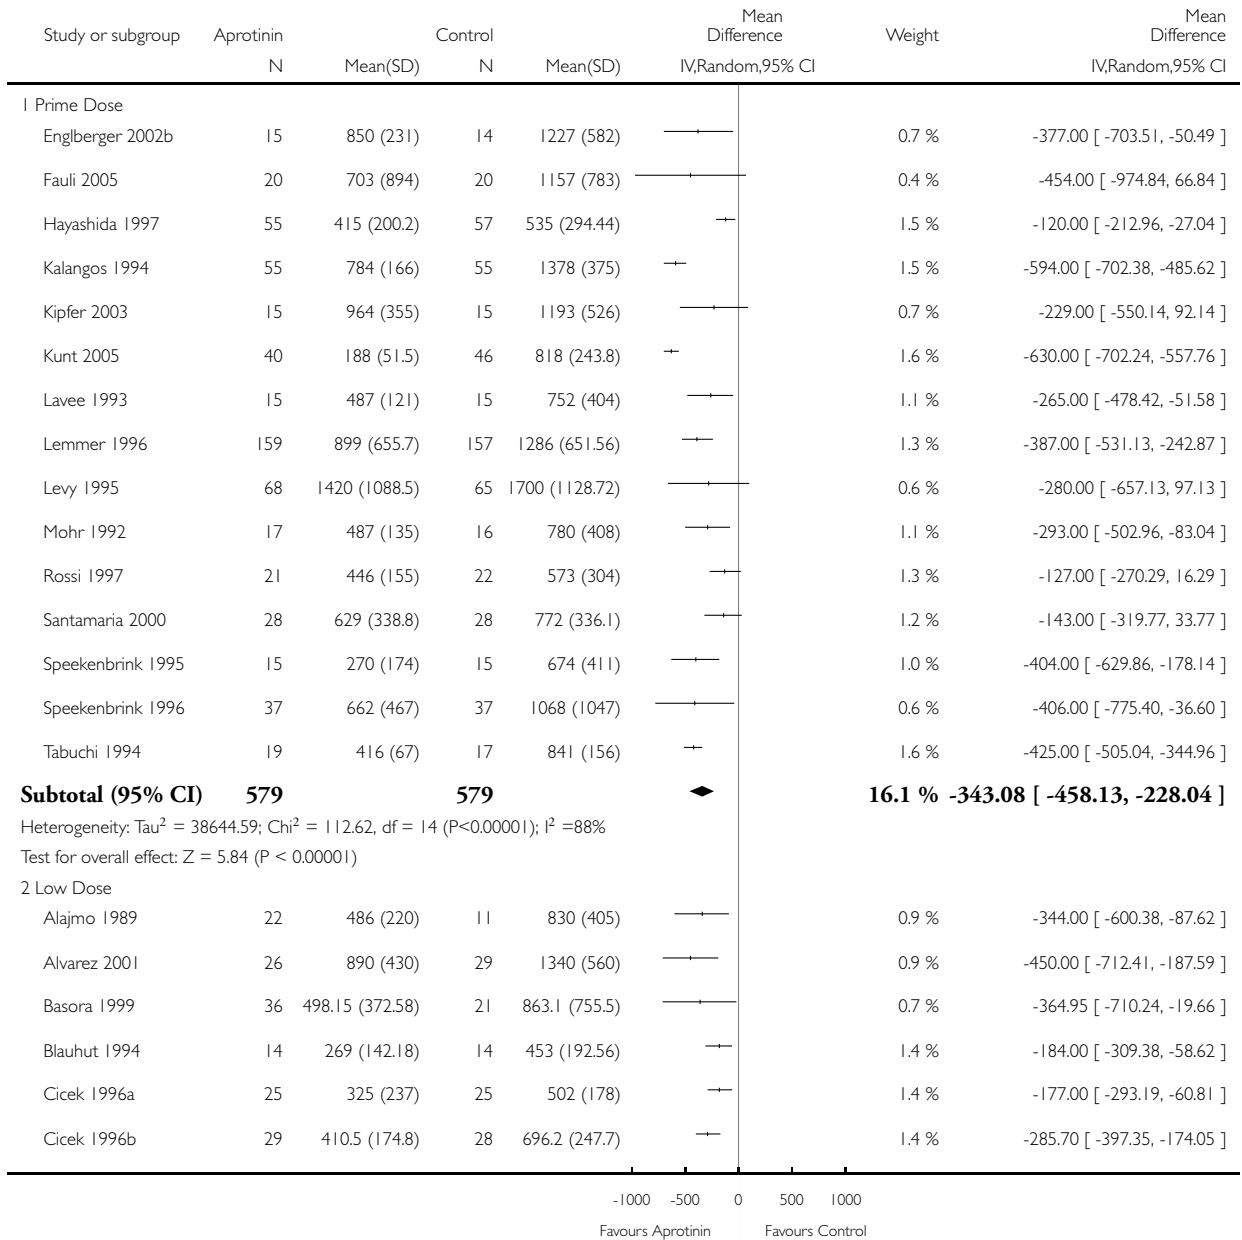 Study or subgroup Aprotinin Control Mean Difference Weight Mean Difference
N Mean(SD) N Mean(SD) IV,Random,95% CI IV,Random,95% CI
1 Prime Dose
Englberger 2002b 15 850 (231) 14 1227 (582) 0.7 % -377.00 [ -703.51, -50.49 ]
Fauli 2005 20 703 (894) 20 1157 (783) 0.4 % -454.00 [ -974.84, 66.84 ]
Hayashida 1997 55 415 (200.2) 57 535 (294.44) 1.5 % -120.00 [ -212.96, -27.04 ]
Kalangos 1994 55 784 (166) 55 1378 (375) 1.5 % -594.00 [ -702.38, -485.62 ]
Kipfer 2003 15 964 (355) 15 1193 (526) 0.7 % -229.00 [ -550.14, 92.14 ]
Kunt 2005 40 188 (51.5) 46 818 (243.8) 1.6 % -630.00 [ -702.24, -557.76 ]
Lavee 1993 15 487 (121) 15 752 (404) 1.1 % -265.00 [ -478.42, -51.58 ]
Lemmer 1996 159 899 (655.7) 157 1286 (651.56) 1.3 % -387.00 [ -531.13, -242.87 ]
Levy 1995 68 1420 (1088.5) 65 1700 (1128.72) 0.6 % -280.00 [ -657.13, 97.13 ]
Mohr 1992 17 487 (135) 16 780 (408) 1.1 % -293.00 [ -502.96, -83.04 ]
Rossi 1997 21 446 (155) 22 573 (304) 1.3 % -127.00 [ -270.29, 16.29 ]
Santamaria 2000 28 629 (338.8) 28 772 (336.1) 1.2 % -143.00 [ -319.77, 33.77 ]
Speekenbrink 1995 15 270 (174) 15 674 (411) 1.0 % -404.00 [ -629.86, -178.14 ]
Speekenbrink 1996 37 662 (467) 37 1068 (1047) 0.6 % -406.00 [ -775.40, -36.60 ]
Tabuchi 1994 19 416 (67) 17 841 (156) 1.6 % -425.00 [ -505.04, -344.96 ]
Subtotal (95% CI) 579 579 16.1 % -343.08 [ -458.13, -228.04 ]
Heterogeneity: Tau² = 38644.59; Chi² = 112.62, df = 14 (P<0.00001); I² =88%
Test for overall effect: Z = 5.84 (P < 0.00001)
2 Low Dose
Alajmo 1989 22 486 (220) 11 830 (405) 0.9 % -344.00 [ -600.38, -87.62 ]
Alvarez 2001 26 890 (430) 29 1340 (560) 0.9 % -450.00 [ -712.41, -187.59 ]
Basora 1999 36 498.15 (372.58) 21 863.1 (755.5) 0.7 % -364.95 [ -710.24, -19.66 ]
Blauhut 1994 14 269 (142.18) 14 453 (192.56) 1.4 % -184.00 [ -309.38, -58.62 ]
Cicek 1996a 25 325 (237) 25 502 (178) 1.4 % -177.00 [ -293.19, -60.81 ]
Cicek 1996b 29 410.5 (174.8) 28 696.2 (247.7) 1.4 % -285.70 [ -397.35, -174.05 ]
-1000 -500 0 500 1000
Favours Aprotinin Favours Control